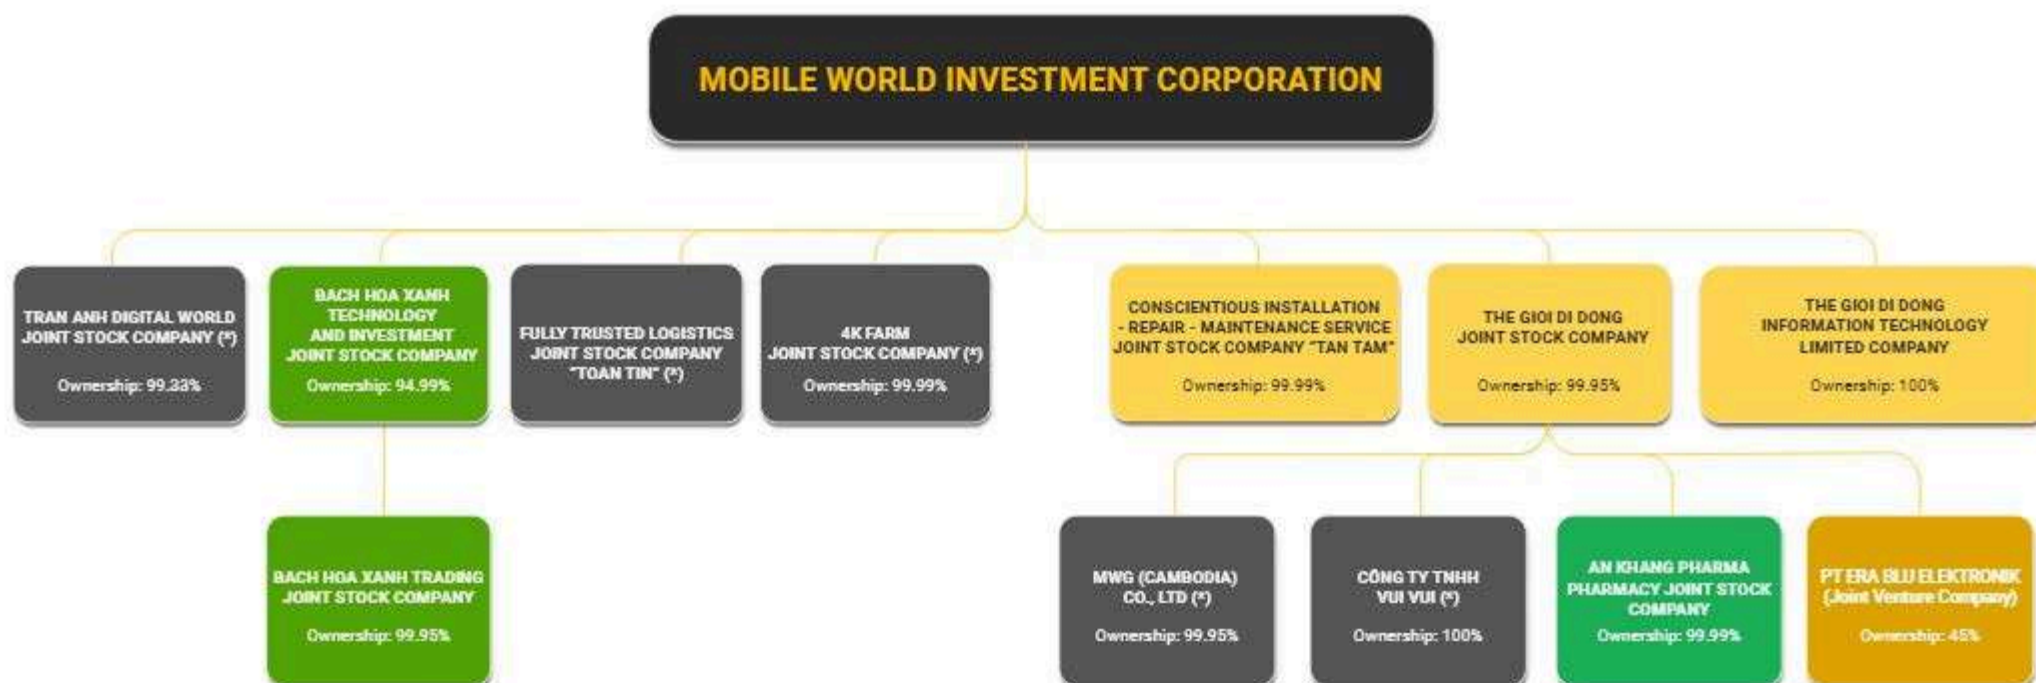 MOBILE WORLD INVESTMENT CORPORATION
TRAN ANH DIGITAL WORLD
JOINT STOCK COMPANY (*)
Ownership: 99.33%
BACH HOA XANH
TECHNOLOGY
AND INVESTMENT
JOINT STOCK COMPANY
Ownership: 94.99%
FULLY TRUSTED LOGISTICS
JOINT STOCK COMPANY
"TOAN TIN" (*)
4K FARM
JOINT STOCK COMPANY (*)
Ownership: 99.99%
CONSCIENTIOUS INSTALLATION
- REPAIR - MAINTENANCE SERVICE
JOINT STOCK COMPANY "TAN TAM"
Ownership: 99.99%
THE GIOI DI DONG
JOINT STOCK COMPANY
Ownership: 99.95%
THE GIOI DI DONG
INFORMATION TECHNOLOGY
LIMITED COMPANY
Ownership: 100%
BACH HOA XANH TRADING
JOINT STOCK COMPANY
Ownership: 99.95%
MWG (CAMBODIA)
CO., LTD (*)
Ownership: 99.95%
CÔNG TY TNHH
VUI VUI (*)
Ownership: 100%
AN KHANG PHARMA
PHARMACY JOINT STOCK
COMPANY
Ownership: 99.99%
PT ERA BLU ELEKTRONIK
(Joint Venture Company)
Ownership: 45%